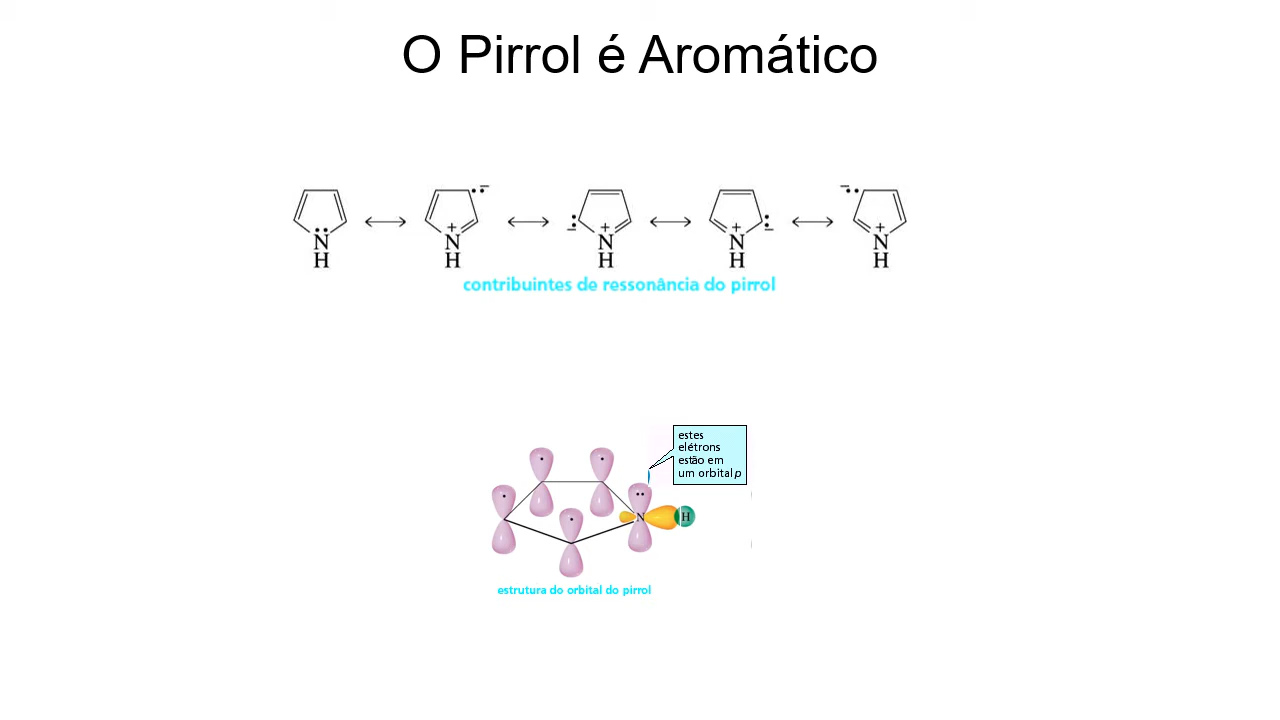 O Pirrol é Aromático
N N N N N
H H H H H
contribuintes de ressonância do pirrol
estes
elétrons
estão em
um orbital p
N H
estrutura do orbital do pirrol